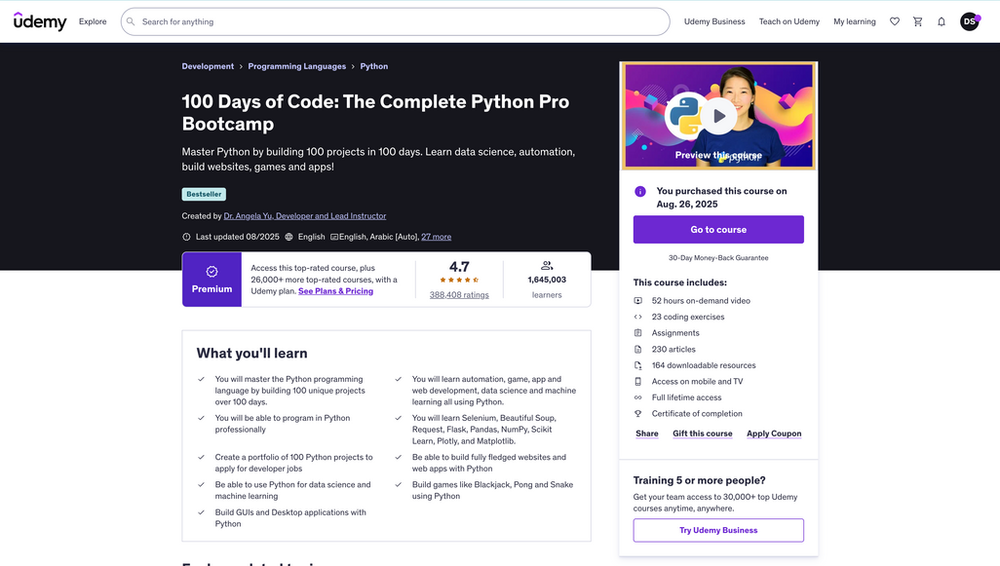 udemy
Explore
Search for anything
Udemy Business
Teach on Udemy
My learning
DS
Development > Programming Languages > Python
100 Days of Code: The Complete Python Pro
Bootcamp
Master Python by building 100 projects in 100 days. Learn data science, automation,
build websites, games and apps!
Bestseller
Created by Dr. Angela Yu, Developer and Lead Instructor
Last updated 08/2025 English English, Arabic [Auto], 27 more
Premium
Access this top-rated course, plus
26,000+ more top-rated courses, with a
Udemy plan. See Plans & Pricing
4.7
388,408 ratings
1,645,003
learners
What you'll learn
You will master the Python programming
language by building 100 unique projects
over 100 days.
You will learn automation, game, app and
web development, data science and machine
learning all using Python.
You will be able to program in Python
professionally
You will learn Selenium, Beautiful Soup,
Request, Flask, Pandas, NumPy, Scikit
Learn, Plotly, and Matplotlib.
Create a portfolio of 100 Python projects to
apply for developer jobs
Be able to build fully fledged websites and
web apps with Python
Be able to use Python for data science and
machine learning
Build games like Blackjack, Pong and Snake
using Python
Build GUIs and Desktop applications with
Python
Preview this course
python
You purchased this course on
Aug. 26, 2025
Go to course
30-Day Money-Back Guarantee
This course includes:
52 hours on-demand video
23 coding exercises
Assignments
230 articles
164 downloadable resources
Access on mobile and TV
Full lifetime access
Certificate of completion
Share
Gift this course
Apply Coupon
Training 5 or more people?
Get your team access to 30,000+ top Udemy
courses anytime, anywhere.
Try Udemy Business